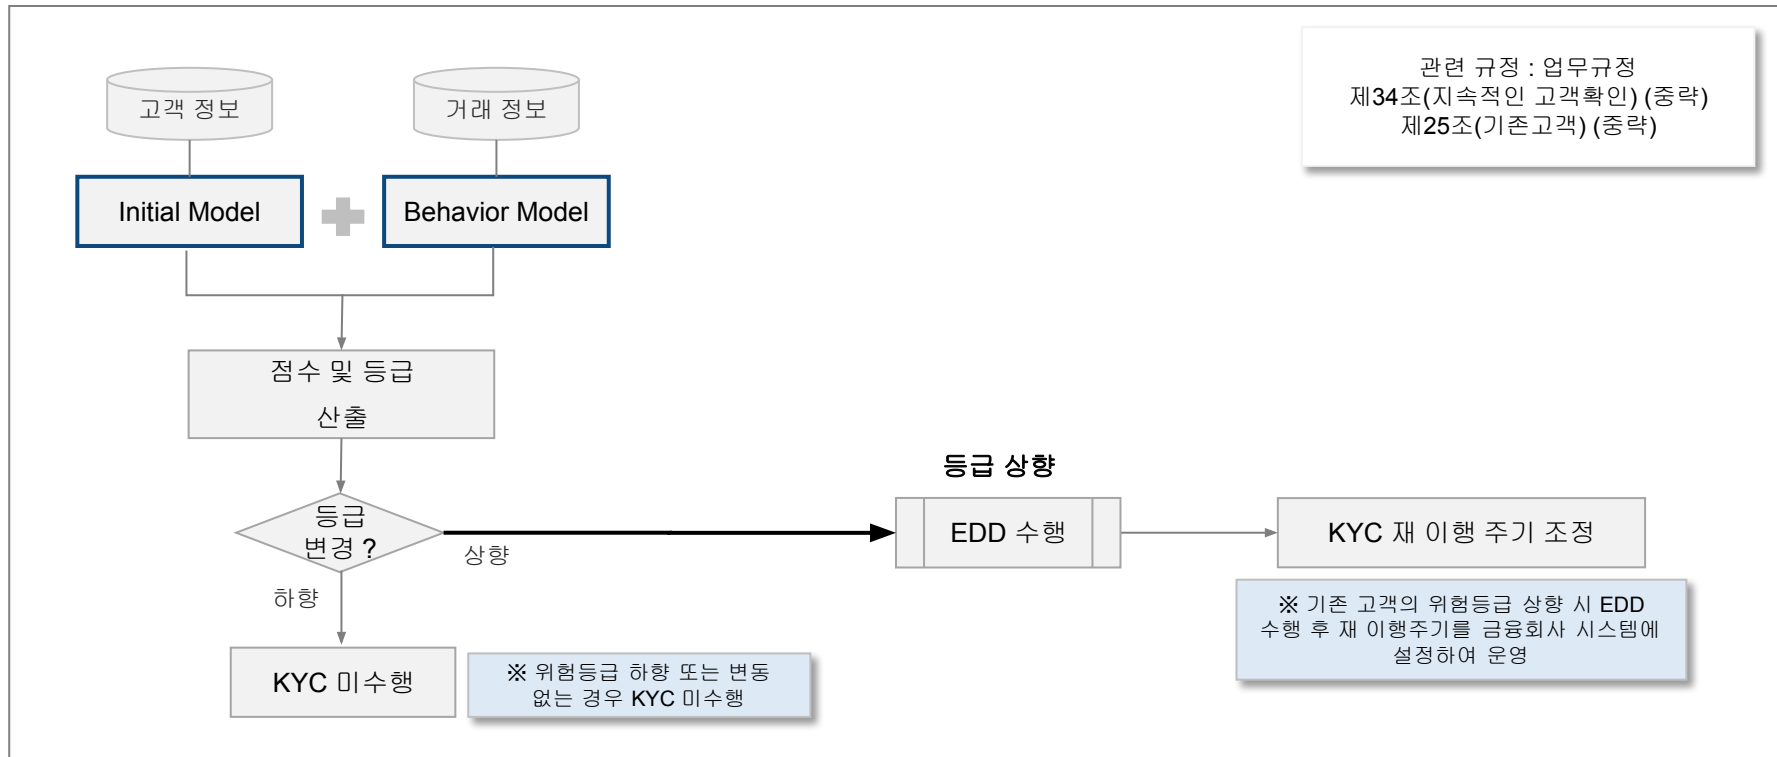 관련 규정 : 업무규정
제34조(지속적인 고객확인) (중략)
제25조(기존고객) (중략)
고객 정보
거래 정보
Initial Model
Behavior Model
점수 및 등급
산출
등급
변경 ?
상향
하향
등급 상향
EDD 수행
KYC 재 이행 주기 조정
※ 기존 고객의 위험등급 상향 시 EDD
수행 후 재 이행주기를 금융회사 시스템에
설정하여 운영
KYC 미수행
※ 위험등급 하향 또는 변동
없는 경우 KYC 미수행